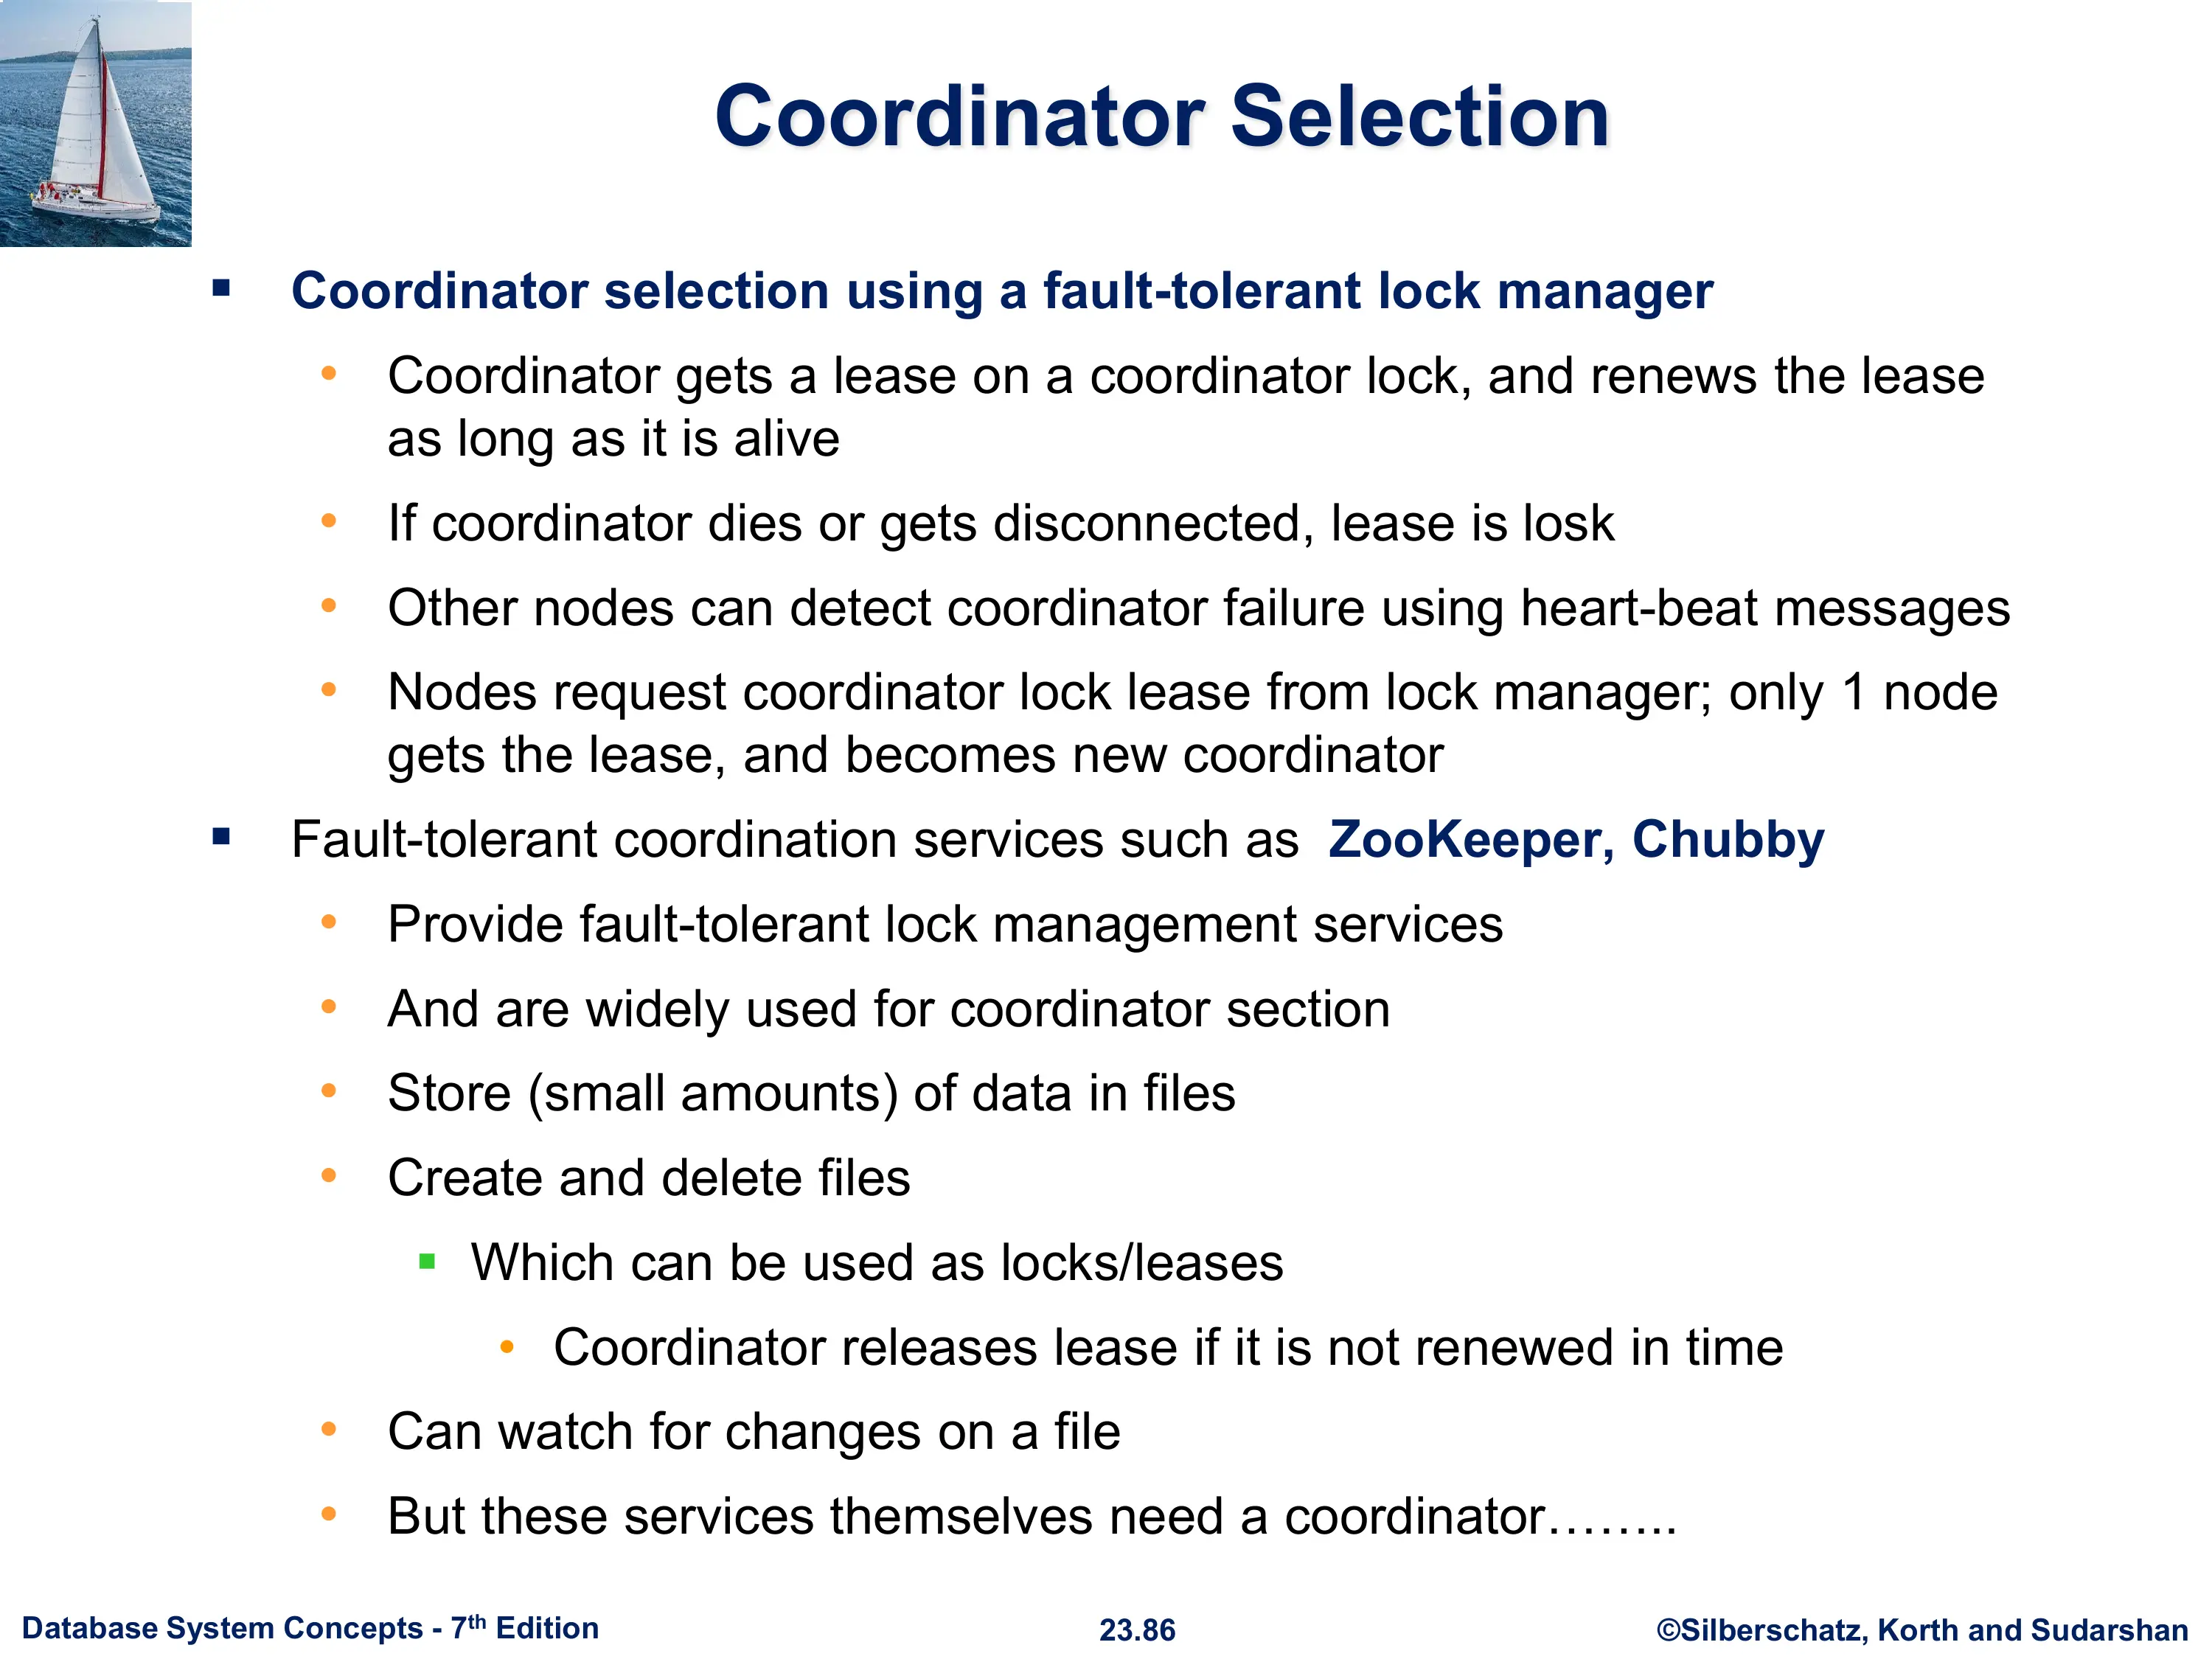 Coordinator Selection
▪ Coordinator selection using a fault-tolerant lock manager
• Coordinator gets a lease on a coordinator lock, and renews the lease
as long as it is alive
• If coordinator dies or gets disconnected, lease is losk
• Other nodes can detect coordinator failure using heart-beat messages
• Nodes request coordinator lock lease from lock manager; only 1 node
gets the lease, and becomes new coordinator
▪ Fault-tolerant coordination services such as ZooKeeper, Chubby
• Provide fault-tolerant lock management services
• And are widely used for coordinator section
• Store (small amounts) of data in files
• Create and delete files
▪ Which can be used as locks/leases
• Coordinator releases lease if it is not renewed in time
• Can watch for changes on a file
• But these services themselves need a coordinator……..
Database System Concepts - 7th Edition
23.86
©Silberschatz, Korth and Sudarshan